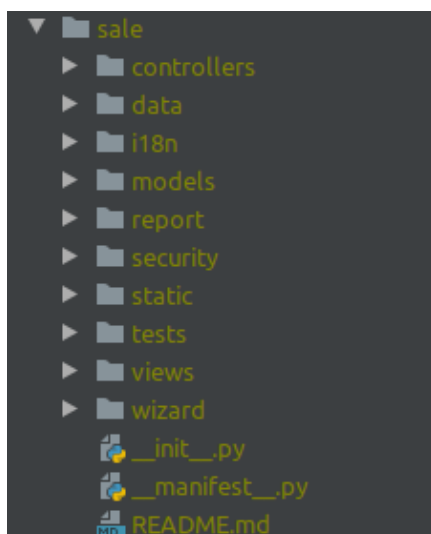 sale
controllers
data
i18n
models
report
security
static
tests
views
wizard
__init__.py
__manifest__.py
README.md